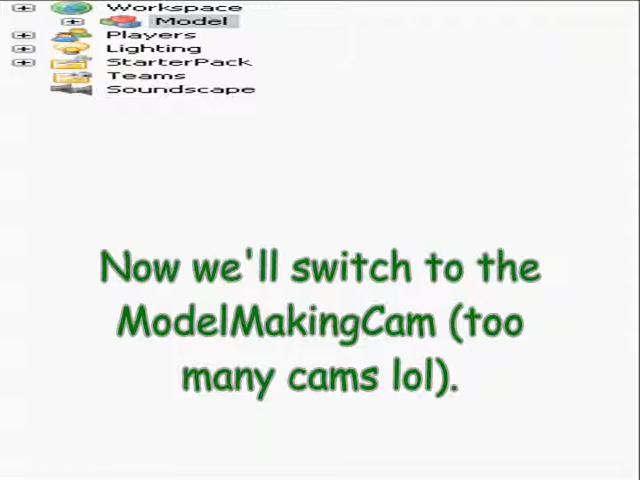 Workspace
Model
Players
Lighting
StarterPack
Teams
Soundscape
Now we'll switch to the
ModelMakingCam (too
many cams lol).